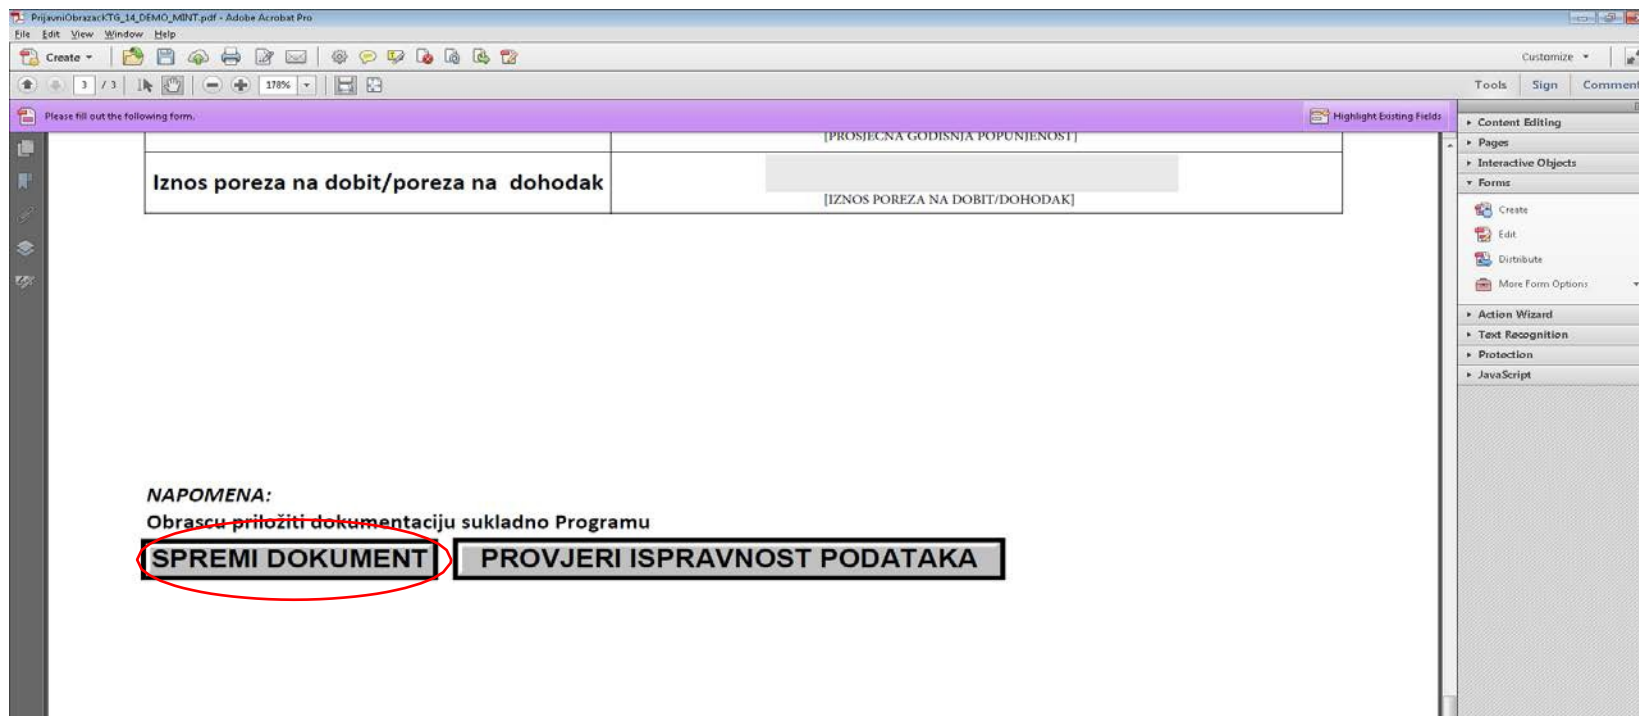 PrijavniObrazacKTG_14_DEMO_MINT.pdf - Adobe Acrobat Pro
File Edit View Window Help
Create
Customize
3 / 3 178%
Tools Sign Comment
Please fill out the following form.
Highlight Existing Fields
[PROSJEČNA GODIŠNJA POPUNJENOST]
Iznos poreza na dobit/poreza na dohodak
[IZNOS POREZA NA DOBIT/DOHODAK]
NAPOMENA:
Obrascu priložiti dokumentaciju sukladno Programu
SPREMI DOKUMENT
PROVJERI ISPRAVNOST PODATAKA
Content Editing
Pages
Interactive Objects
Forms
Create
Edit
Distribute
More Form Options
Action Wizard
Text Recognition
Protection
JavaScript